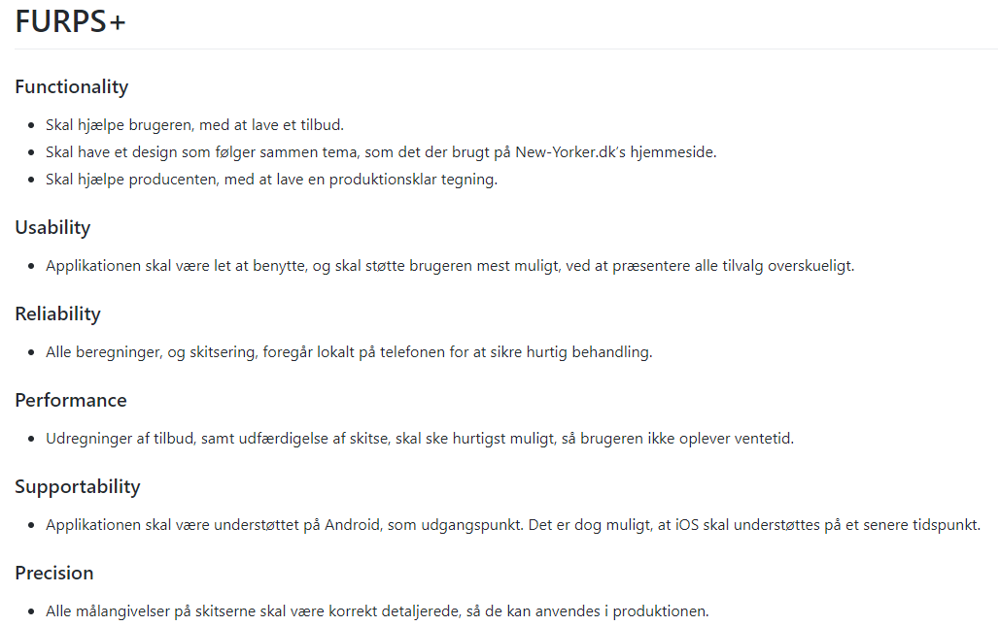 FURPS+
Functionality
Skal hjælpe brugeren, med at lave et tilbud.
Skal have et design som følger sammen tema, som det der brugt på New-Yorker.dk’s hjemmeside.
Skal hjælpe producenten, med at lave en produktionsklar tegning.
Usability
Applikationen skal være let at benytte, og skal støtte brugeren mest muligt, ved at præsentere alle tilvalg overskueligt.
Reliability
Alle beregninger, og skitsering, foregår lokalt på telefonen for at sikre hurtig behandling.
Performance
Udregninger af tilbud, samt udfærdigelse af skitse, skal ske hurtigst muligt, så brugeren ikke oplever ventetid.
Supportability
Applikationen skal være understøttet på Android, som udgangspunkt. Det er dog muligt, at iOS skal understøttes på et senere tidspunkt.
Precision
Alle målangivelser på skitserne skal være korrekt detaljerede, så de kan anvendes i produktionen.